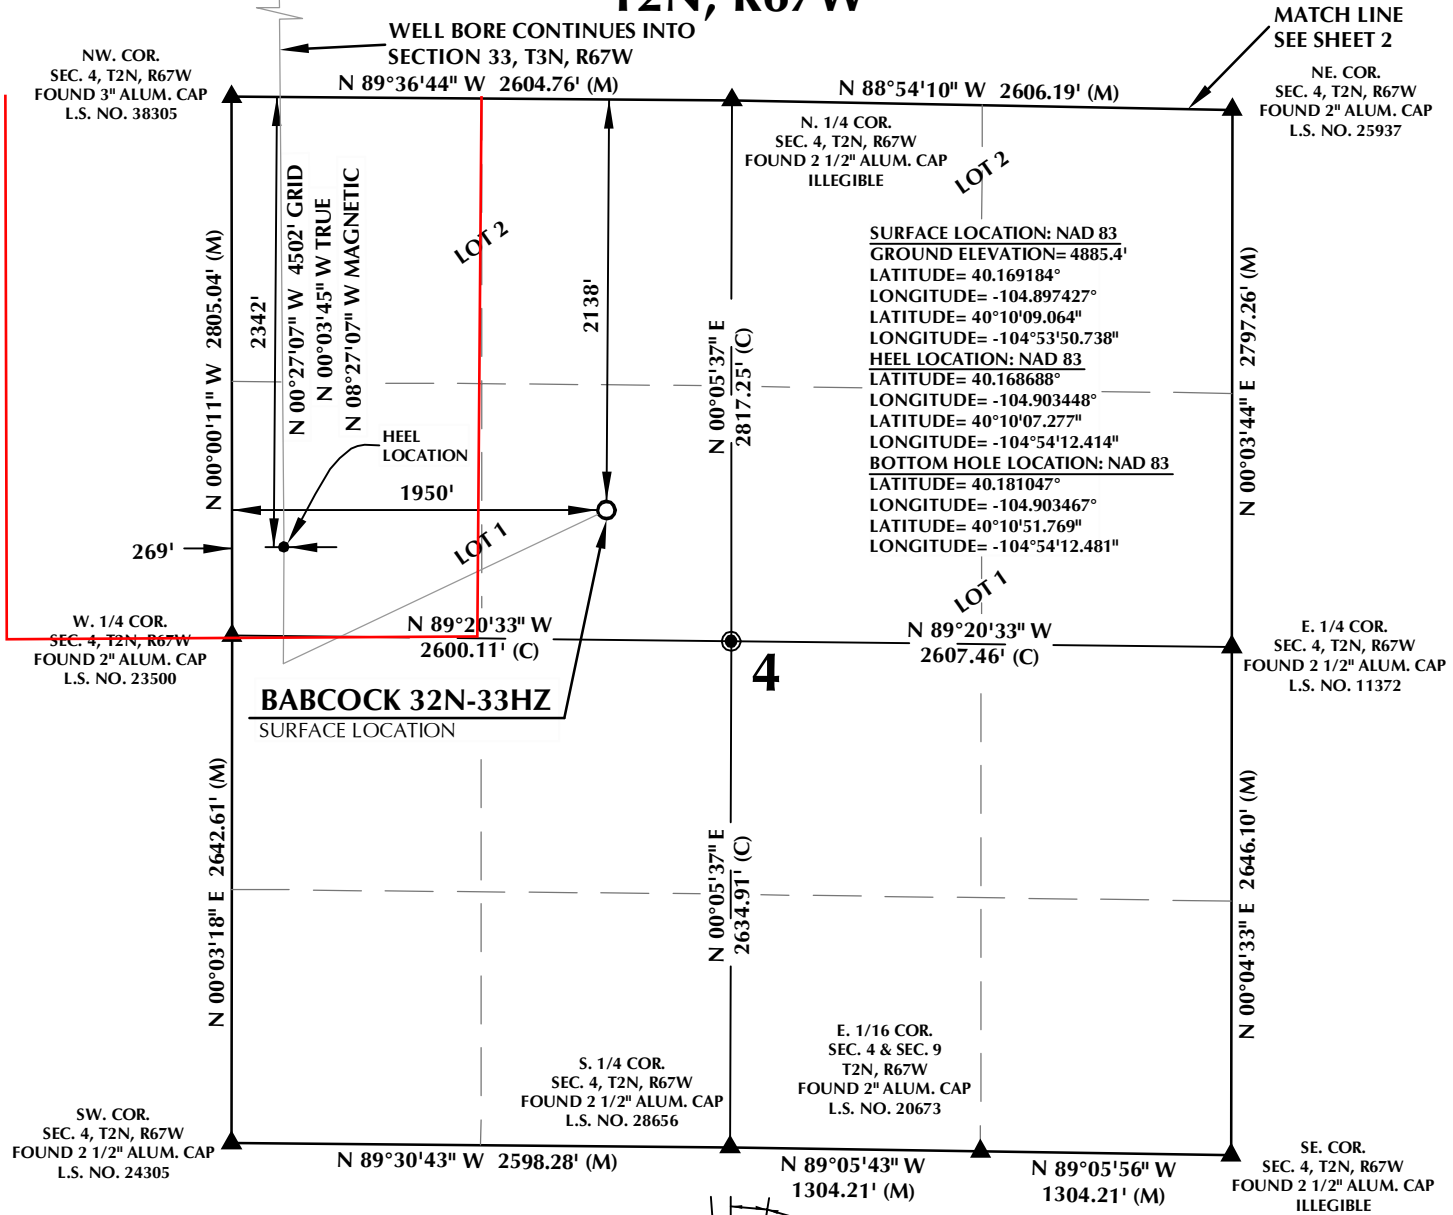 T2N, R67W
WELL BORE CONTINUES INTO
SECTION 33, T3N, R67W
MATCH LINE
SEE SHEET 2
NW. COR.
SEC. 4, T2N, R67W
FOUND 3" ALUM. CAP
L.S. NO. 38305
N 89°36'44" W 2604.76' (M)
N 88°54'10" W 2606.19' (M)
NE. COR.
SEC. 4, T2N, R67W
FOUND 2" ALUM. CAP
L.S. NO. 25937
N. 1/4 COR.
SEC. 4, T2N, R67W
FOUND 2 1/2" ALUM. CAP
ILLEGIBLE
LOT 2
LOT 2
N 00°00'11" W 2805.04' (M)
2342'
N 00°27'07" W 4502' GRID
N 00°03'45" W TRUE
N 08°27'07" W MAGNETIC
2138'
N 00°05'37" E
2817.25' (C)
SURFACE LOCATION: NAD 83
GROUND ELEVATION= 4885.4'
LATITUDE= 40.169184°
LONGITUDE= -104.897427°
LATITUDE= 40°10'09.064"
LONGITUDE= -104°53'50.738"
HEEL LOCATION: NAD 83
LATITUDE= 40.168688°
LONGITUDE= -104.903448°
LATITUDE= 40°10'07.277"
LONGITUDE= -104°54'12.414"
BOTTOM HOLE LOCATION: NAD 83
LATITUDE= 40.181047°
LONGITUDE= -104.903467°
LATITUDE= 40°10'51.769"
LONGITUDE= -104°54'12.481"
N 00°03'44" E 2797.26' (M)
HEEL
LOCATION
1950'
269'
LOT 1
LOT 1
W. 1/4 COR.
SEC. 4, T2N, R67W
FOUND 2" ALUM. CAP
L.S. NO. 23500
N 89°20'33" W
2600.11' (C)
N 89°20'33" W
2607.46' (C)
E. 1/4 COR.
SEC. 4, T2N, R67W
FOUND 2 1/2" ALUM. CAP
L.S. NO. 11372
4
BABCOCK 32N-33HZ
SURFACE LOCATION
N 00°03'18" E 2642.61' (M)
N 00°05'37" E
2634.91' (C)
N 00°04'33" E 2646.10' (M)
E. 1/16 COR.
SEC. 4 & SEC. 9
T2N, R67W
FOUND 2" ALUM. CAP
L.S. NO. 20673
S. 1/4 COR.
SEC. 4, T2N, R67W
FOUND 2 1/2" ALUM. CAP
L.S. NO. 28656
SW. COR.
SEC. 4, T2N, R67W
FOUND 2 1/2" ALUM. CAP
L.S. NO. 24305
N 89°30'43" W 2598.28' (M)
N 89°05'43" W
1304.21' (M)
N 89°05'56" W
1304.21' (M)
SE. COR.
SEC. 4, T2N, R67W
FOUND 2 1/2" ALUM. CAP
ILLEGIBLE